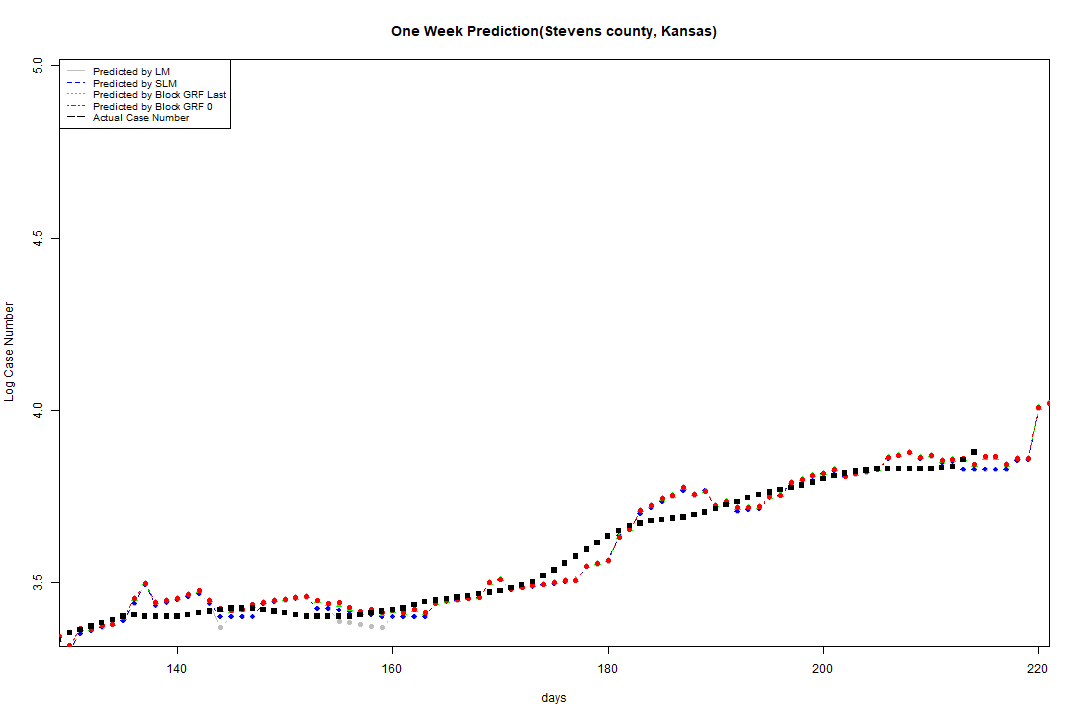 One Week Prediction(Stevens county, Kansas)
Predicted by LM
Predicted by SLM
Predicted by Block GRF Last
Predicted by Block GRF 0
Actual Case Number
5.0
4.5
4.0
3.5
Log Case Number
140 160 180 200 220
days